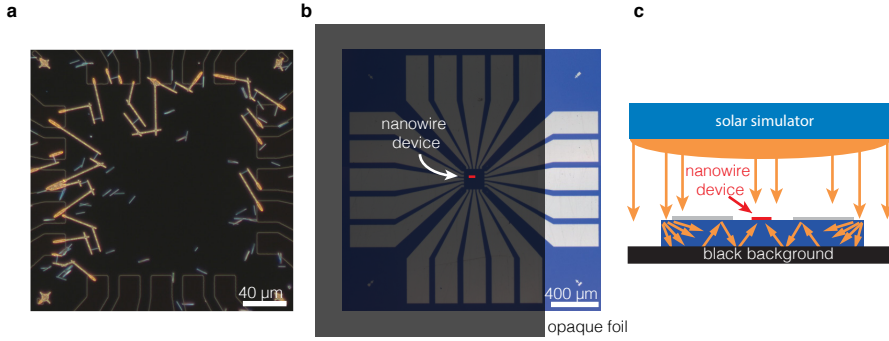 a
40 µm
b
nanowire
device
400 µm
opaque foil
c
solar simulator
nanowire
device
black background